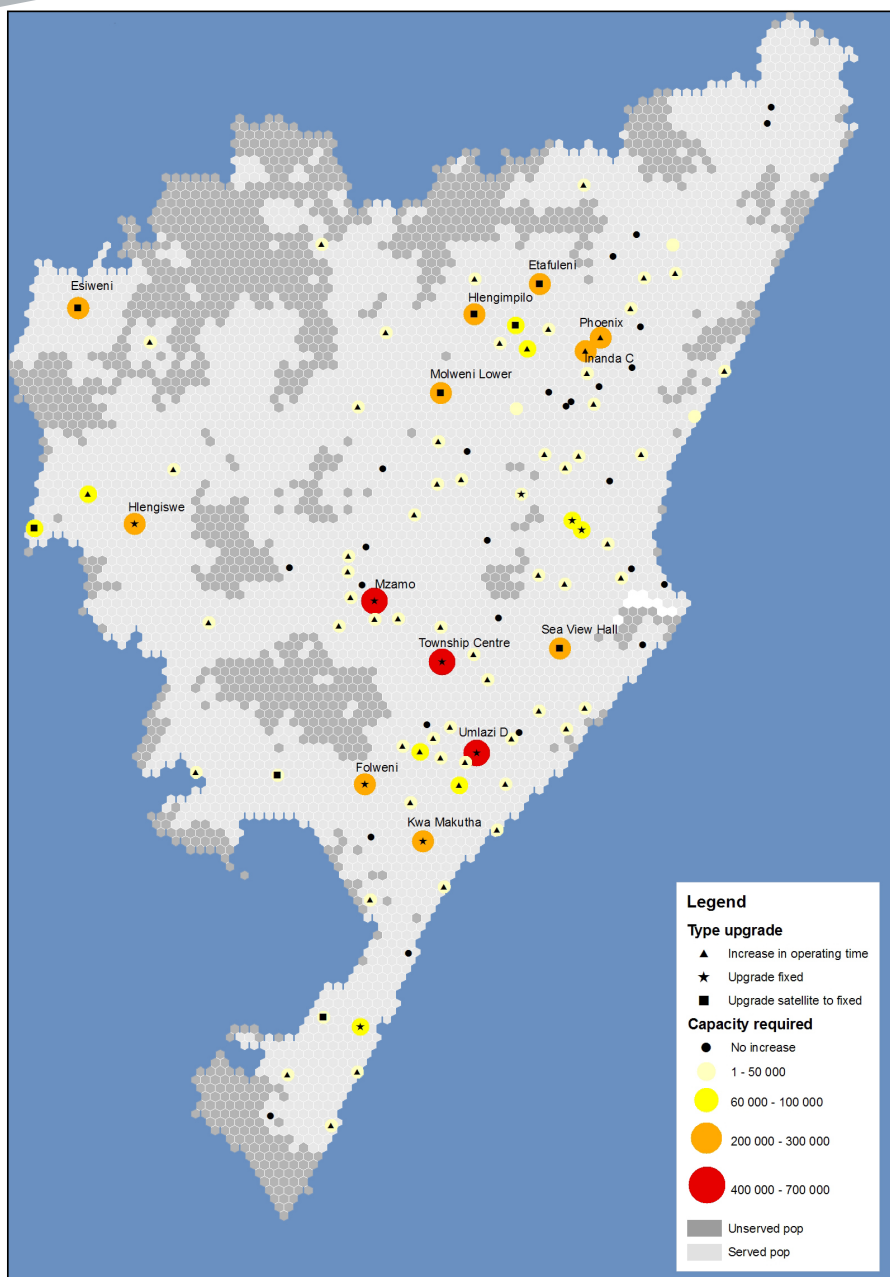 Etafuleni
Esiweni
Hlengimpilo
Phoenix
Inanda C
Molweni Lower
Hlengiswe
Mzamo
Township Centre
Sea View Hall
Umlazi D
Folweni
Kwa Makutha
Legend
Type upgrade
Increase in operating time
Upgrade fixed
Upgrade satellite to fixed
Capacity required
No increase
1 - 50 000
60 000 - 100 000
200 000 - 300 000
400 000 - 700 000
Unserved pop
Served pop